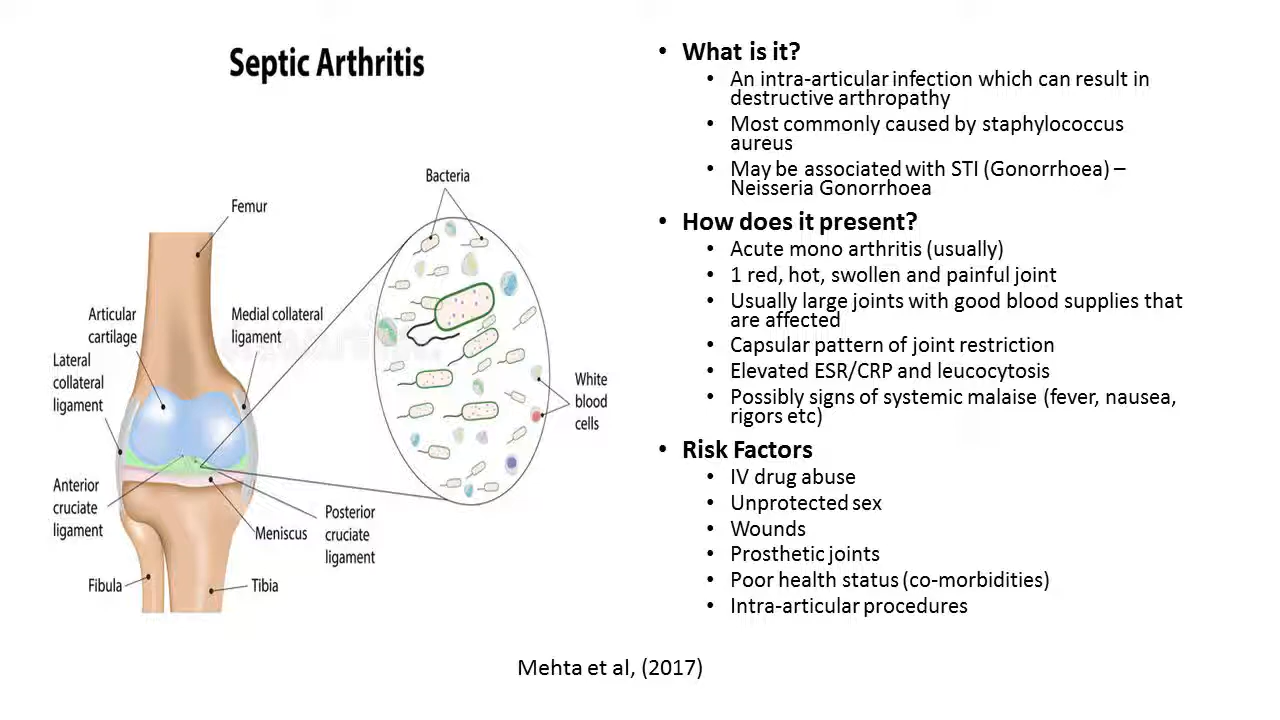 Septic Arthritis
Bacteria
Femur
Articular
cartilage
Medial collateral
ligament
Lateral
collateral
ligament
White
blood
cells
Anterior
cruciate
ligament
Meniscus
Posterior
cruciate
ligament
Fibula
Tibia
• What is it?
• An intra-articular infection which can result in
destructive arthropathy
• Most commonly caused by staphylococcus
aureus
• May be associated with STI (Gonorrhoea) –
Neisseria Gonorrhoea
• How does it present?
• Acute mono arthritis (usually)
• 1 red, hot, swollen and painful joint
• Usually large joints with good blood supplies that
are affected
• Capsular pattern of joint restriction
• Elevated ESR/CRP and leucocytosis
• Possibly signs of systemic malaise (fever, nausea,
rigors etc)
• Risk Factors
• IV drug abuse
• Unprotected sex
• Wounds
• Prosthetic joints
• Poor health status (co-morbidities)
• Intra-articular procedures
Mehta et al, (2017)